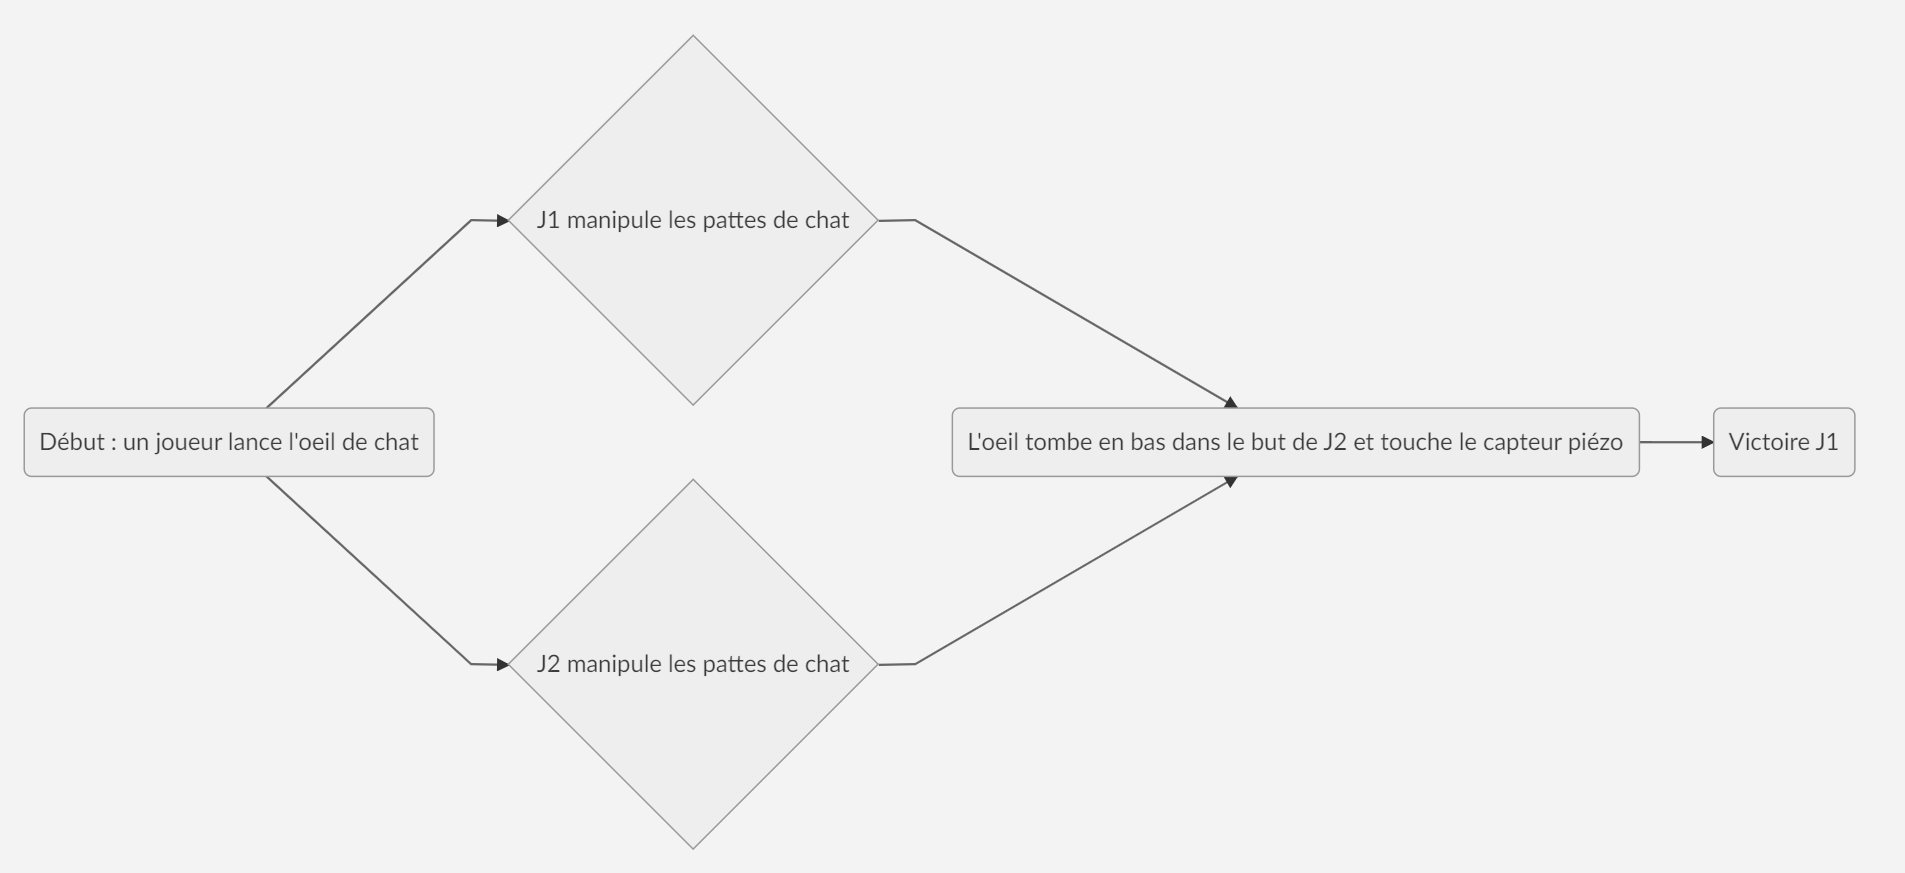 J1 manipule les pattes de chat
Début : un joueur lance l'oeil de chat
L'oeil tombe en bas dans le but de J2 et touche le capteur piézo
Victoire J1
J2 manipule les pattes de chat